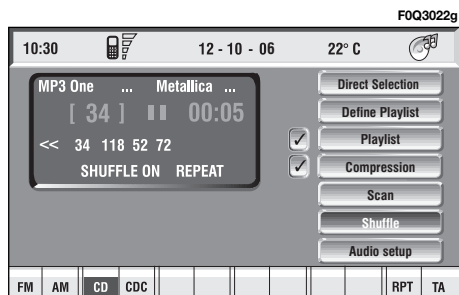 F0Q3022g
10:30 12 - 10 - 06 22° C
MP3 One ... Metallica ...
[ 34 ] 00:05
<< 34 118 52 72
SHUFFLE ON REPEAT
Direct Selection
Define Playlist
Playlist
Compression
Scan
Shuffle
Audio setup
FM AM CD CDC RPT TA